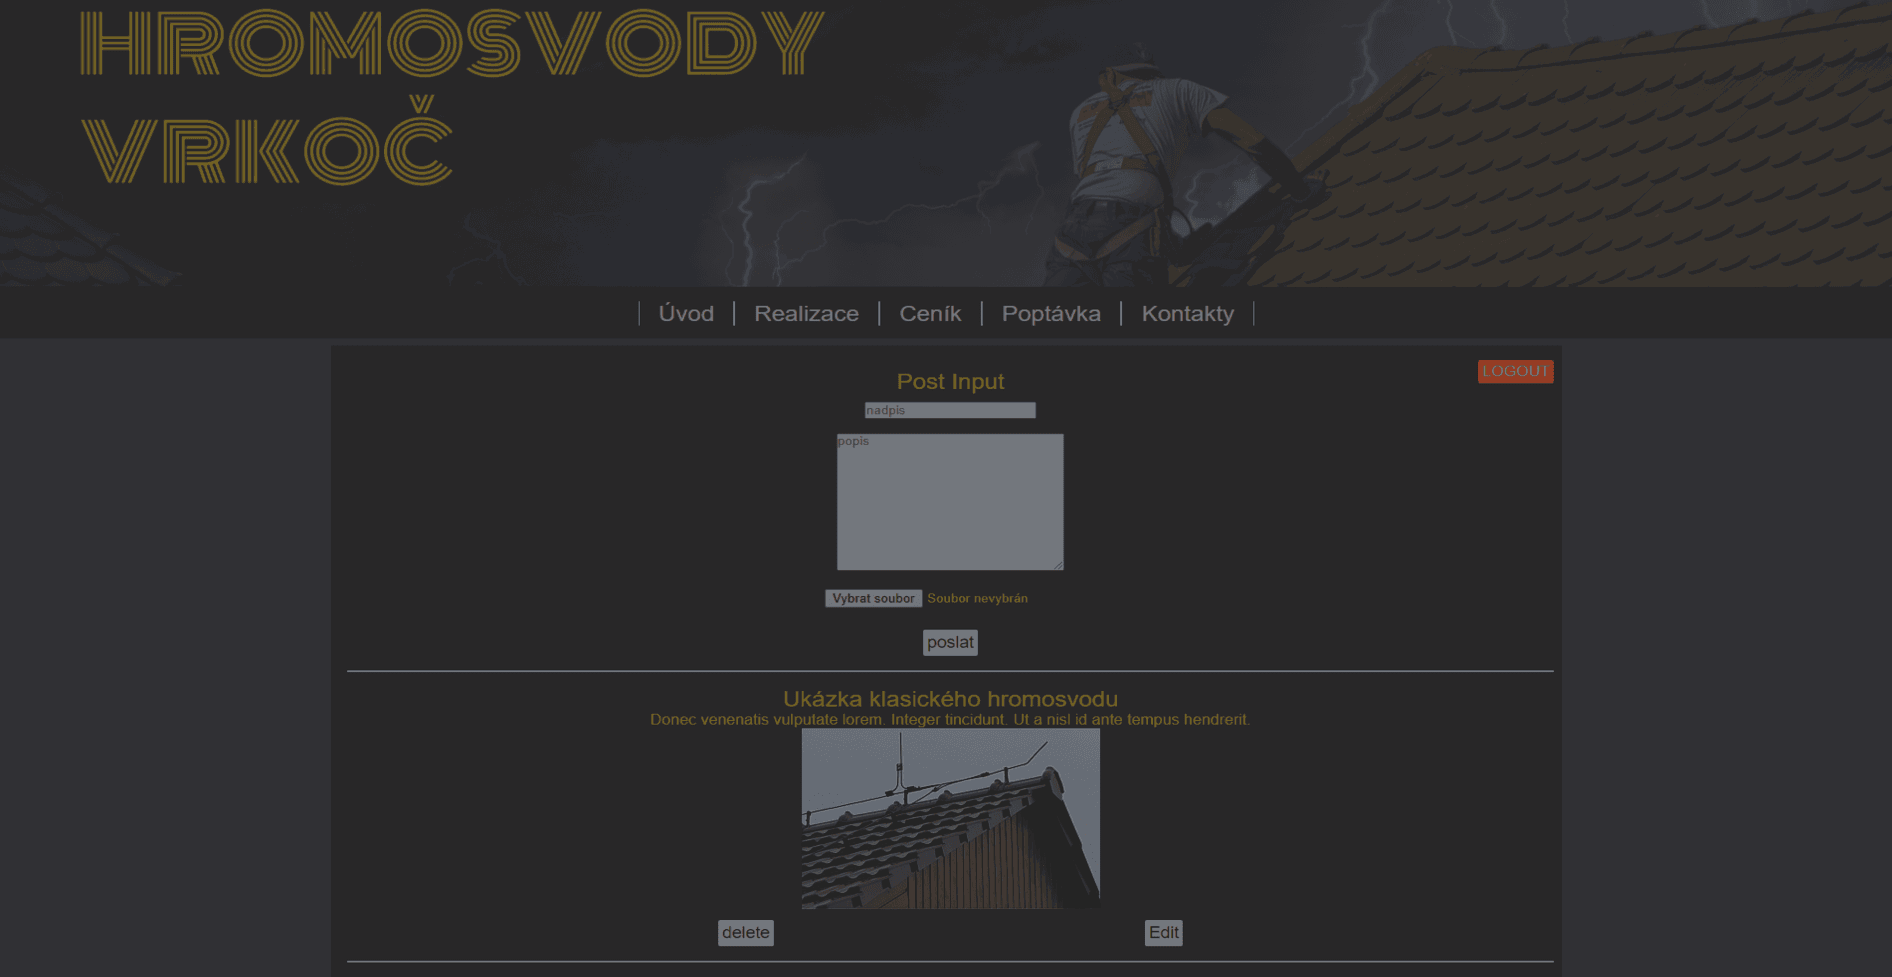 HROMOSVODY
VRKOČ
Úvod Realizace Ceník Poptávka Kontakty
LOGOUT
Post Input
nadpis
popis
Vybrat soubor Soubor nevybrán
poslat
Ukázka klasického hromosvodu
Donec venenatis vulputate lorem. Integer tincidunt. Ut a nisl id ante tempus hendrerit.
delete Edit